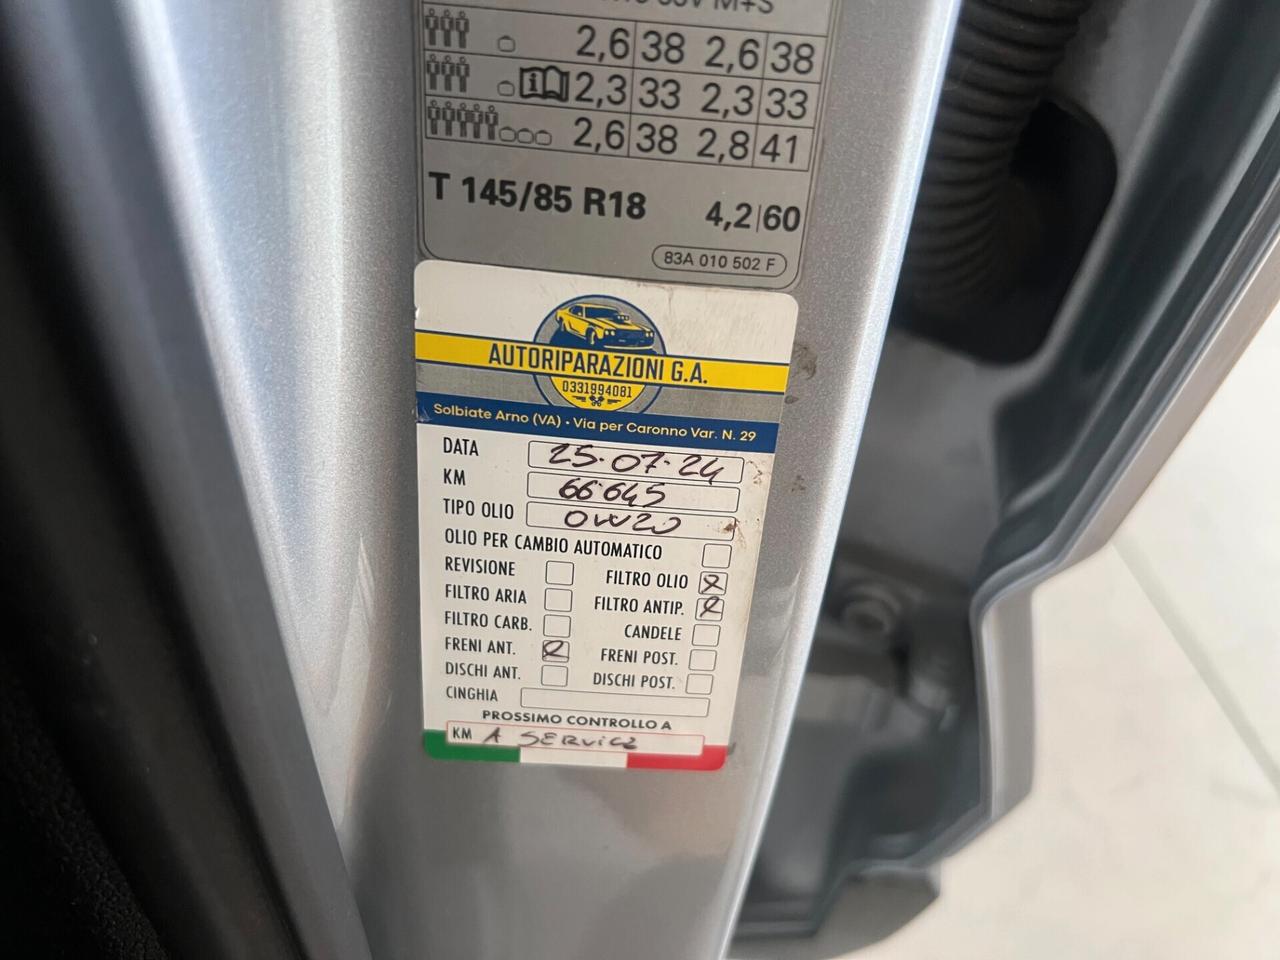 M+S
2,6 38 2,6 38
2,3 33 2,3 33
2,6 38 2,8 41
T 145/85 R18 4,2 60
83A 010 502 F
AUTORIPARAZIONI G.A.
0331994081
Solbiate Arno (VA) • Via per Caronno Var. N. 29
DATA 25.07.24
KM 66645
TIPO OLIO 0W20
OLIO PER CAMBIO AUTOMATICO
REVISIONE FILTRO OLIO X
FILTRO ARIA FILTRO ANTIP. X
FILTRO CARB. CANDELE
FRENI ANT. X FRENI POST.
DISCHI ANT. DISCHI POST.
CINGHIA
PROSSIMO CONTROLLO A
KM A SERVICE